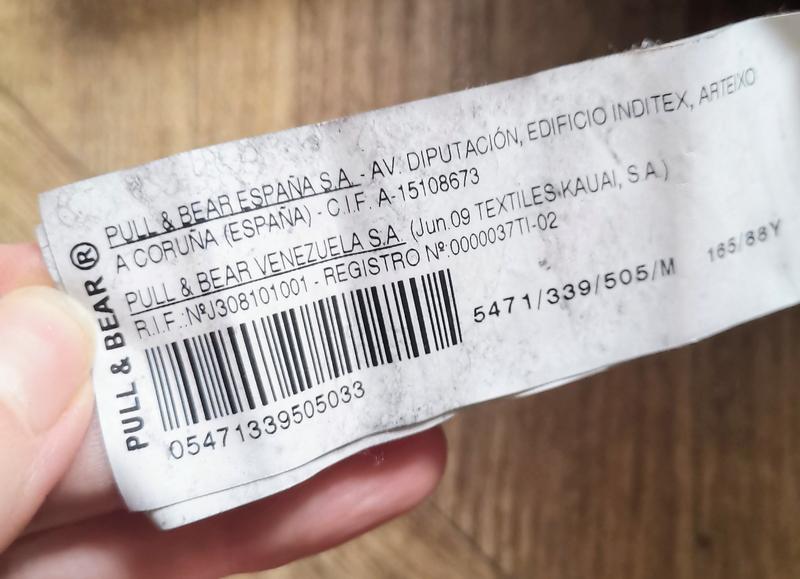 PULL & BEAR ®
PULL & BEAR ESPAÑA S.A. - AV. DIPUTACIÓN, EDIFICIO INDITEX, ARTEIXO
A CORUÑA (ESPAÑA) - C.I.F. A-15108673
PULL & BEAR VENEZUELA S.A (Jun.09 TEXTILES KAUAI, S.A.)
R.I.F.:NºJ308101001 - REGISTRO Nº:0000037TI-02
5471/339/505/M 165/88Y
05471339505033